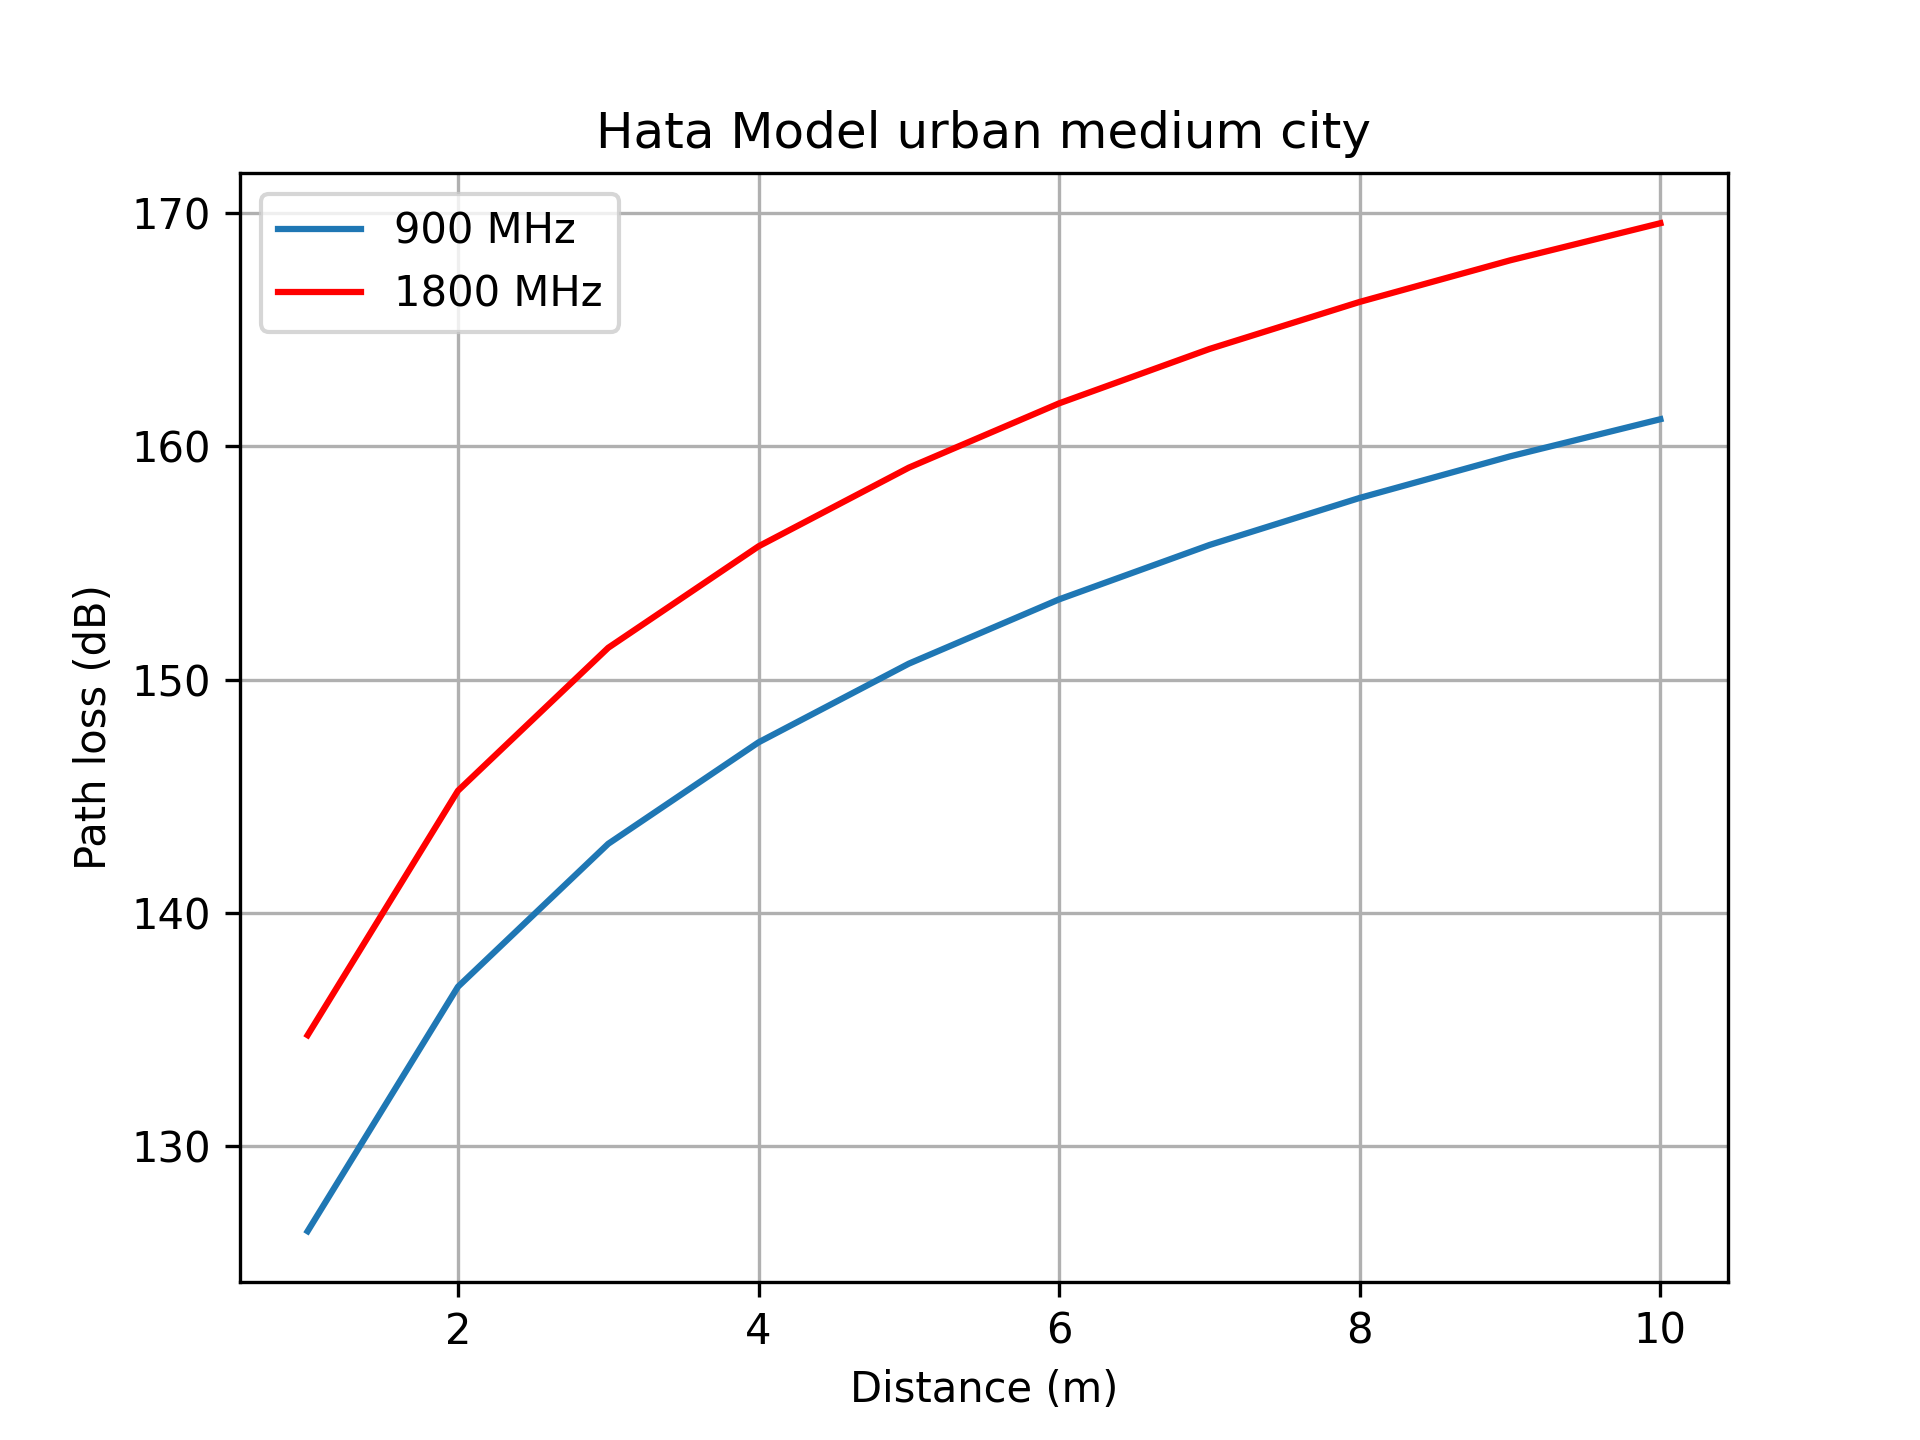 Hata Model urban medium city
900 MHz
1800 MHz
170
160
150
140
130
Path loss (dB)
2 4 6 8 10
Distance (m)